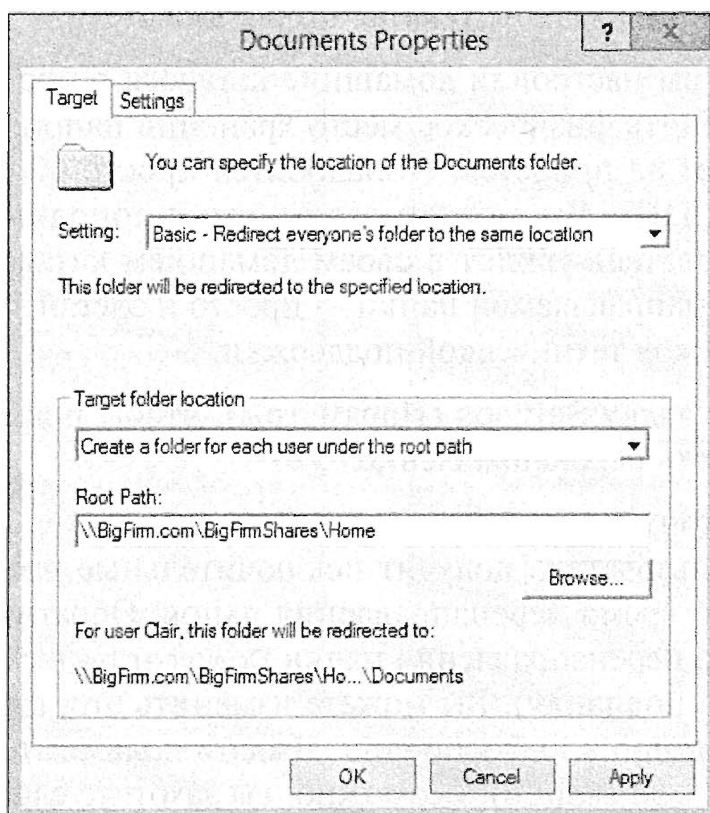 Documents Properties
?
X
Target
Settings
You can specify the location of the Documents folder.
Setting:
Basic - Redirect everyone's folder to the same location
This folder will be redirected to the specified location.
Target folder location
Create a folder for each user under the root path
Root Path:
\\BigFirm.com\BigFirmShares\Home
Browse...
For user Clair, this folder will be redirected to:
\\BigFirm.com\BigFirmShares\Ho...\Documents
OK
Cancel
Apply